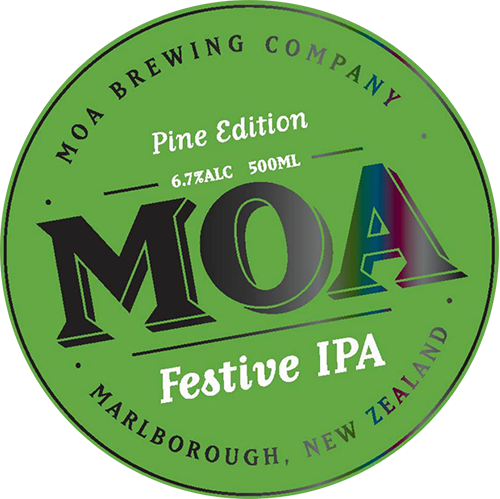 MOA BREWING COMPANY
Pine Edition
6.7%ALC 500ML
MOA
Festive IPA
MARLBOROUGH, NEW ZEALAND